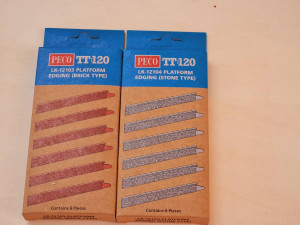 PECO TT:120
LK-12103 PLATFORM
EDGING (BRICK TYPE)
Contains 6 Pieces
PECO TT:120
LK-12104 PLATFORM
EDGING (STONE TYPE)
Contains 6 Pieces